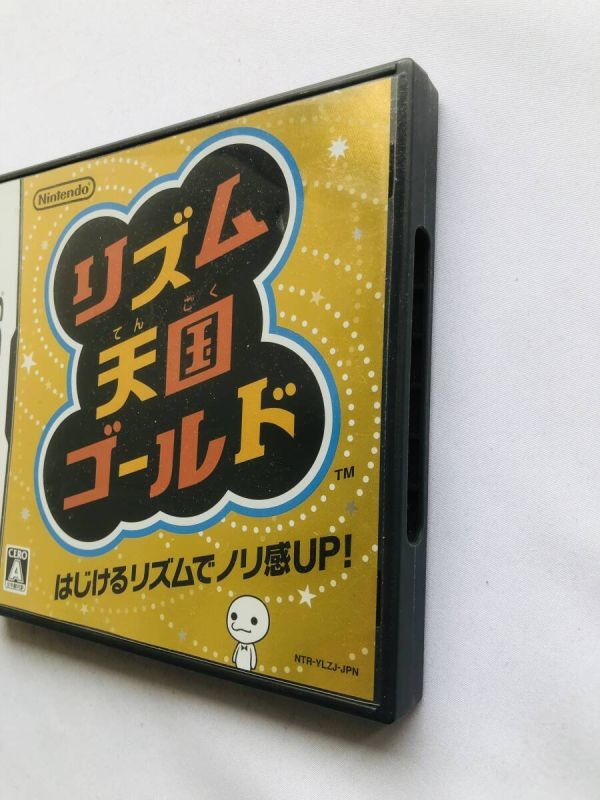 Nintendo
リズム
てんごく
天国
ゴールド
TM
はじけるリズムでノリ感UP!
CERO
A
NTR-YLZJ-JPN